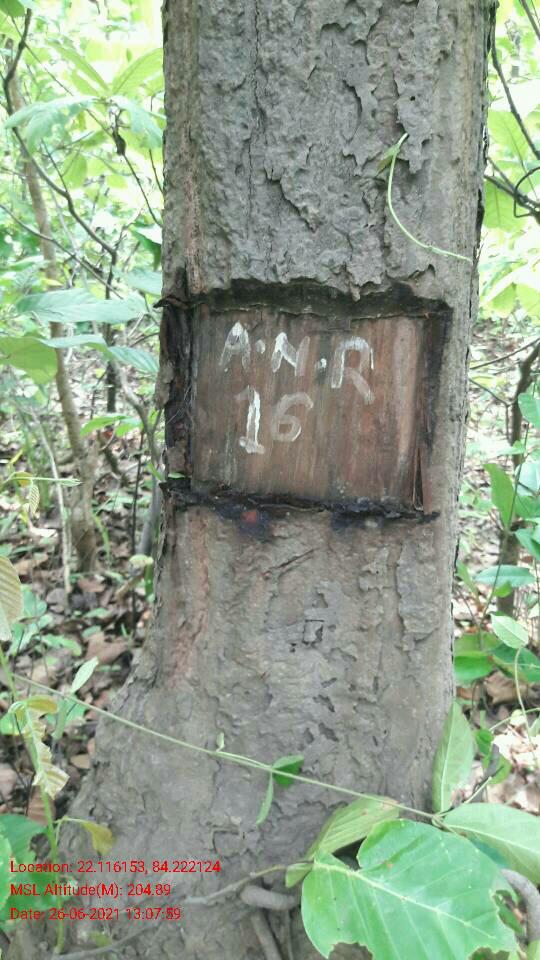 A.N.R
16
Location: 22.116153, 84.222124
MSL Altitude(M): 204.89
Date: 26-06-2021 13:07:59